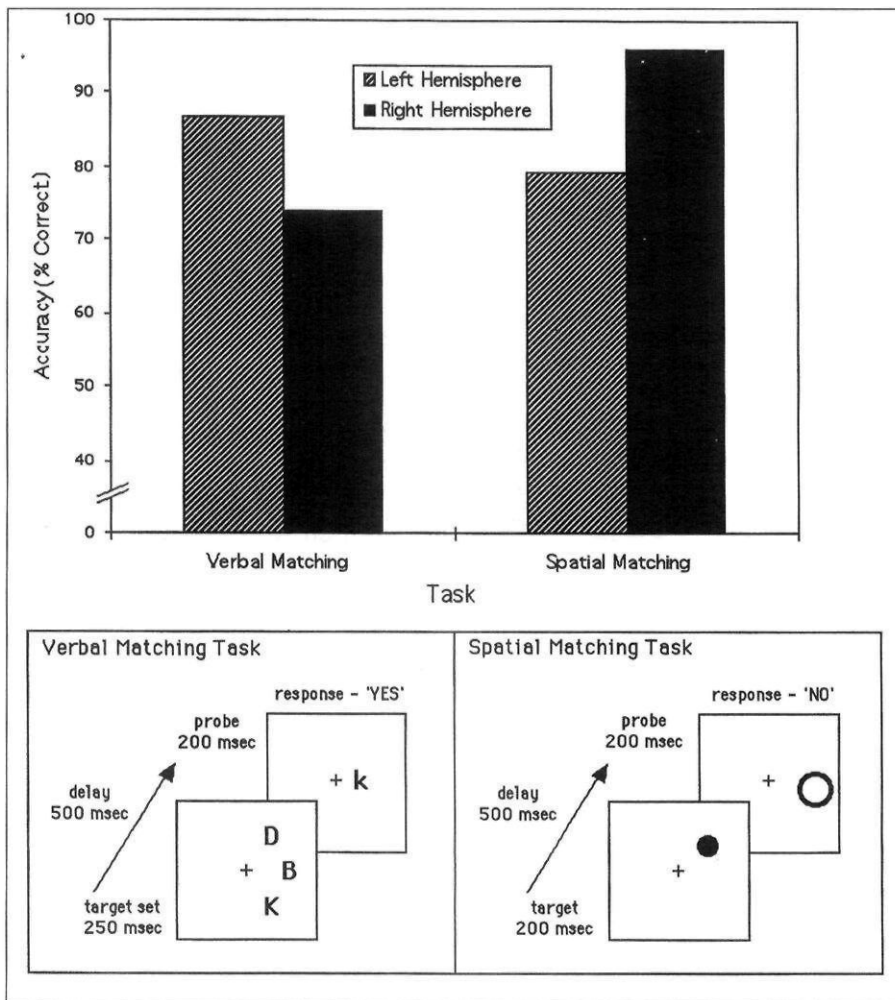 100
90
80
70
60
50
40
0
Accuracy (% Correct)
Left Hemisphere
Right Hemisphere
Verbal Matching
Spatial Matching
Task
Verbal Matching Task
response - 'YES'
probe
200 msec
delay
500 msec
+ k
D
+ B
K
target set
250 msec
Spatial Matching Task
response - 'NO'
probe
200 msec
delay
500 msec
+
+
target
200 msec